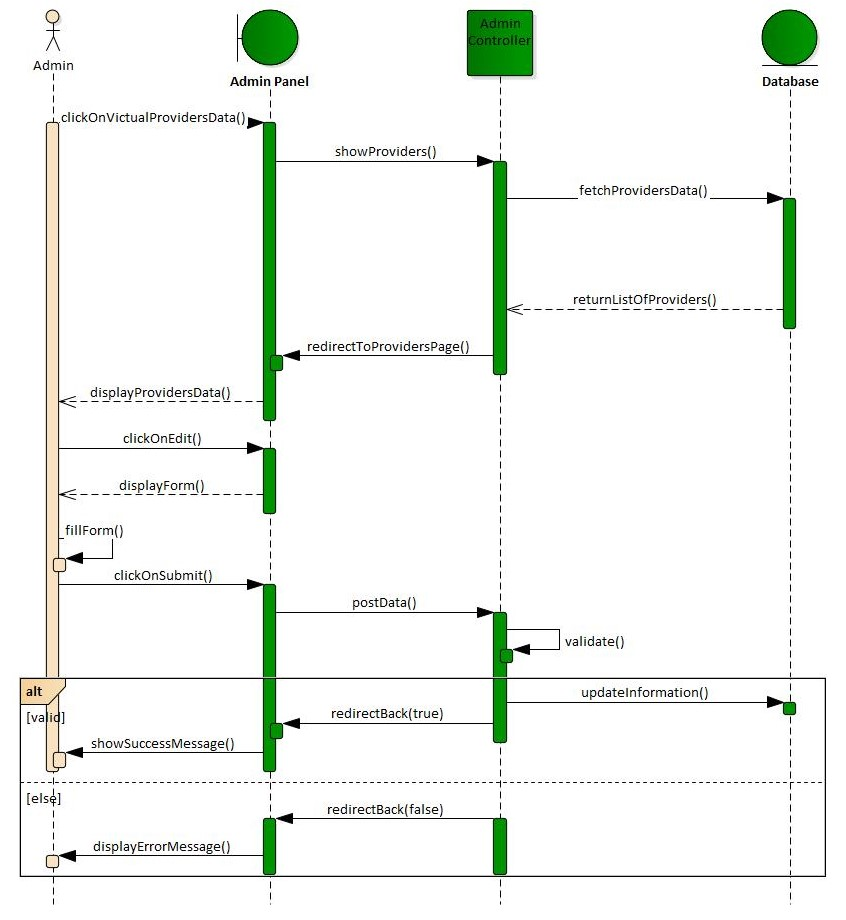 Admin
Controller
Admin
Admin Panel
Database
clickOnVictualProvidersData()
showProviders()
fetchProvidersData()
returnListOfProviders()
redirectToProvidersPage()
displayProvidersData()
clickOnEdit()
displayForm()
fillForm()
clickOnSubmit()
postData()
validate()
alt
updateInformation()
[valid]
redirectBack(true)
showSuccessMessage()
[else]
redirectBack(false)
displayErrorMessage()